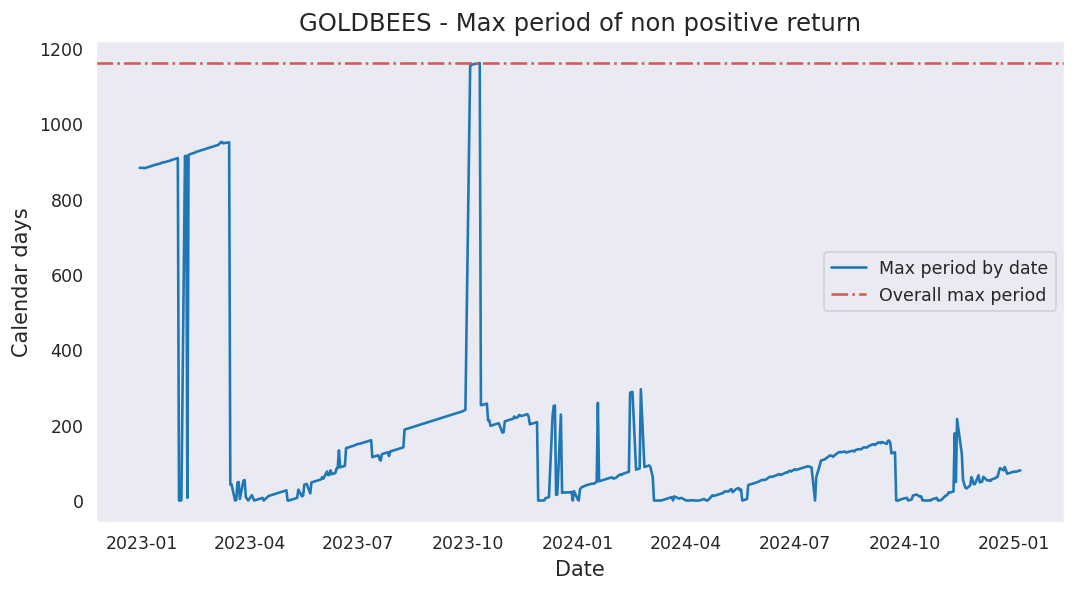 GOLDBEES - Max period of non positive return
1200
1000
800
600
400
200
0
Calendar days
Max period by date
Overall max period
2023-01 2023-04 2023-07 2023-10 2024-01 2024-04 2024-07 2024-10 2025-01
Date